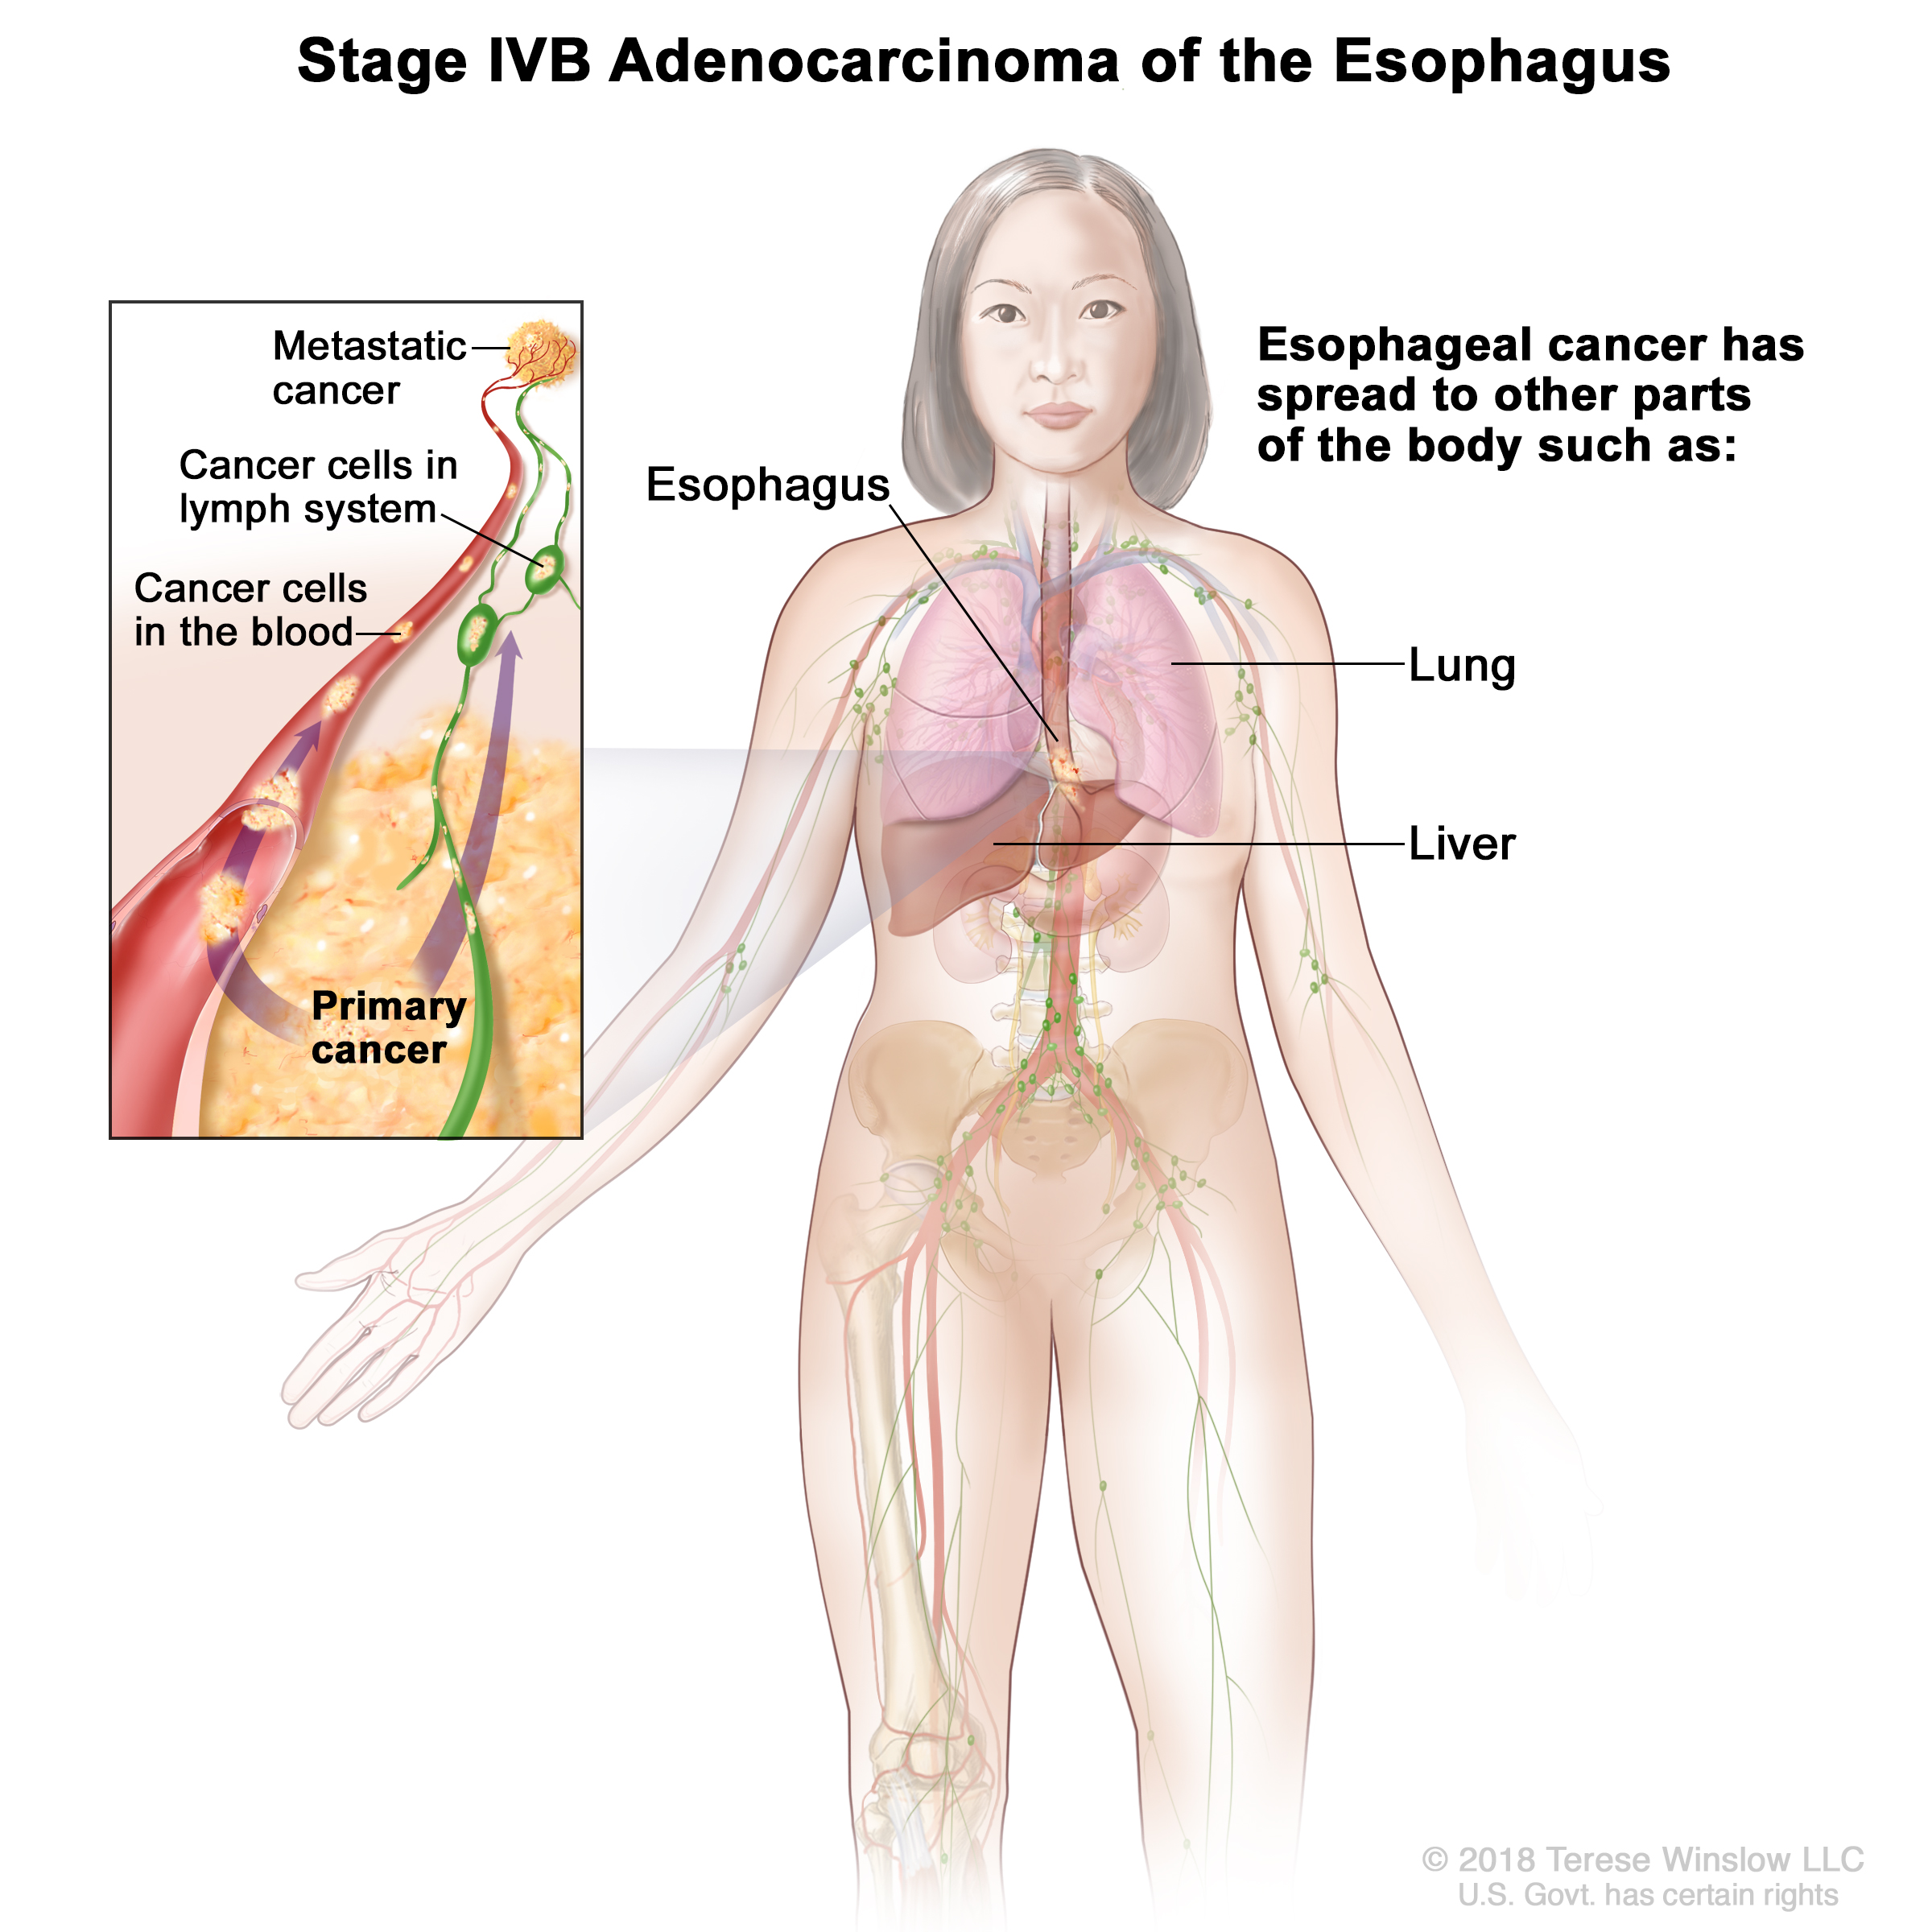 Stage IVB Adenocarcinoma of the Esophagus
Metastatic
cancer
Cancer cells in
lymph system
Cancer cells
in the blood
Primary
cancer
Esophagus
Esophageal cancer has
spread to other parts
of the body such as:
Lung
Liver
© 2018 Terese Winslow LLC
U.S. Govt. has certain rights